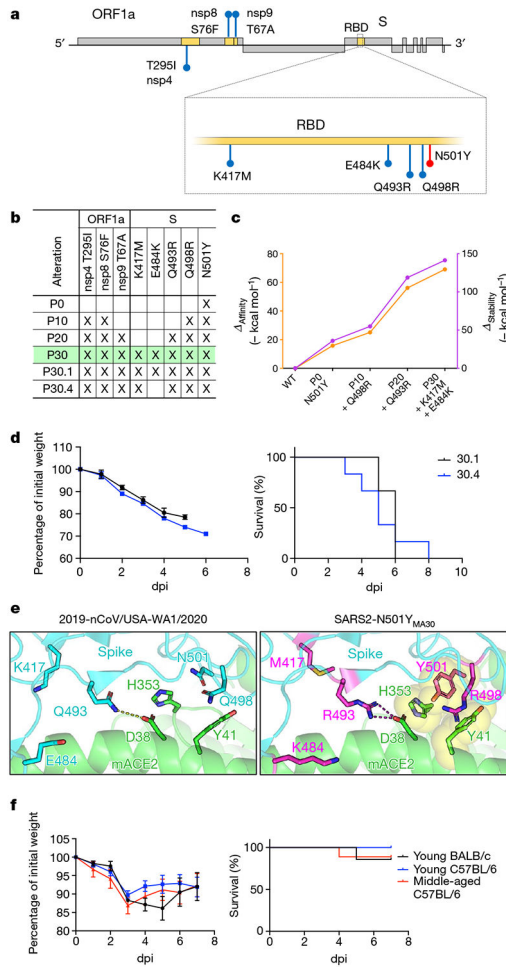 a
ORF1a
nsp8
nsp9
S76F
T67A
RBD
S
5′
3′
T295I
nsp4
RBD
K417M
E484K
N501Y
Q493R
Q498R
b
ORF1a
S
Alteration
nsp4 T295I
nsp8 S76F
nsp9 T67A
K417M
E484K
Q493R
Q498R
N501Y
P0 X
P10 X X X X
P20 X X X X X X
P30 X X X X X X X X
P30.1 X X X X X X X X
P30.4 X X X X X X X
c
ΔAffinity
(– kcal mol–1)
80
60
40
20
0
ΔStability
(– kcal mol–1)
150
100
50
0
WT
P0
N501Y
P10
+ Q498R
P20
+ Q493R
P30
+ K417M
+ E484K
d
Percentage of initial weight
110
100
90
80
70
60
0 2 4 6 8
dpi
Survival (%)
100
50
0
0 2 4 6 8 10
dpi
30.1
30.4
e
2019-nCoV/USA-WA1/2020
K417
Spike
N501
H353
Q498
Q493
D38
Y41
E484
mACE2
SARS2-N501YMA30
M417
Spike
Y501
H353
R498
R493
D38
Y41
K484
mACE2
f
Percentage of initial weight
105
100
95
90
85
80
0 2 4 6 8
dpi
Survival (%)
100
50
0
0 2 4 6 8
dpi
Young BALB/c
Young C57BL/6
Middle-aged
C57BL/6